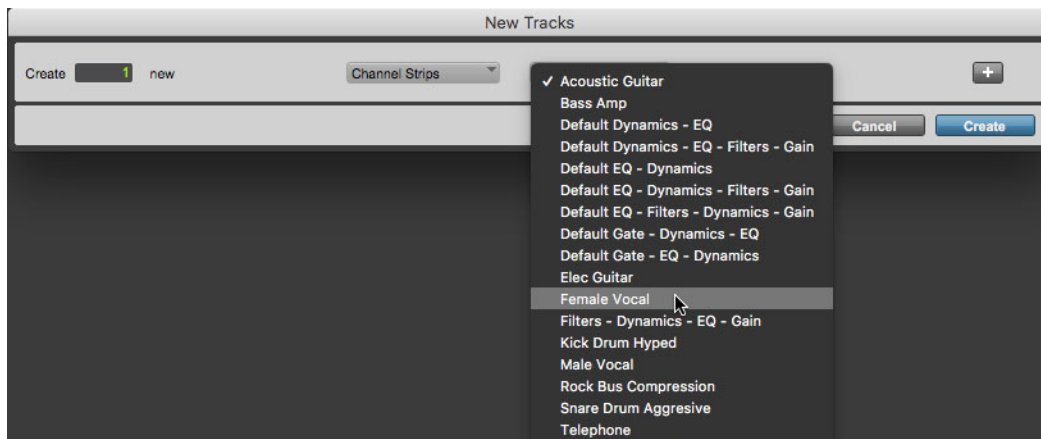 New Tracks
Create 1 new Channel Strips +
✓ Acoustic Guitar
Bass Amp
Default Dynamics - EQ
Cancel Create
Default Dynamics - EQ - Filters - Gain
Default EQ - Dynamics
Default EQ - Dynamics - Filters - Gain
Default EQ - Filters - Dynamics - Gain
Default Gate - Dynamics - EQ
Default Gate - EQ - Dynamics
Elec Guitar
Female Vocal
Filters - Dynamics - EQ - Gain
Kick Drum Hyped
Male Vocal
Rock Bus Compression
Snare Drum Aggresive
Telephone